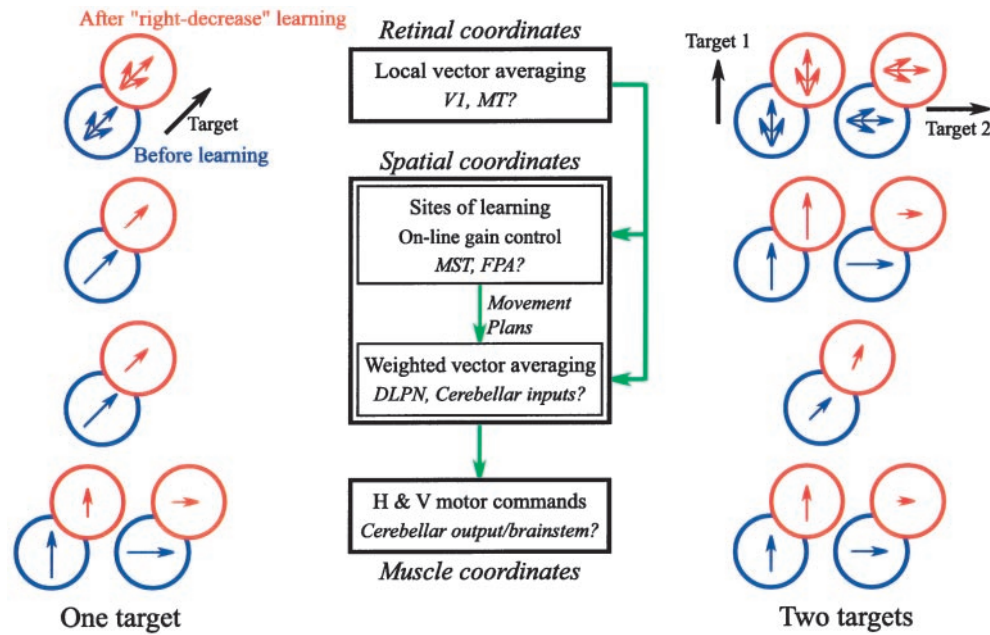 After "right-decrease" learning
Target
Before learning
One target
Retinal coordinates
Local vector averaging
V1, MT?
Spatial coordinates
Sites of learning
On-line gain control
MST, FPA?
Movement
Plans
Weighted vector averaging
DLPN, Cerebellar inputs?
H & V motor commands
Cerebellar output/brainstem?
Muscle coordinates
Target 1
Target 2
Two targets